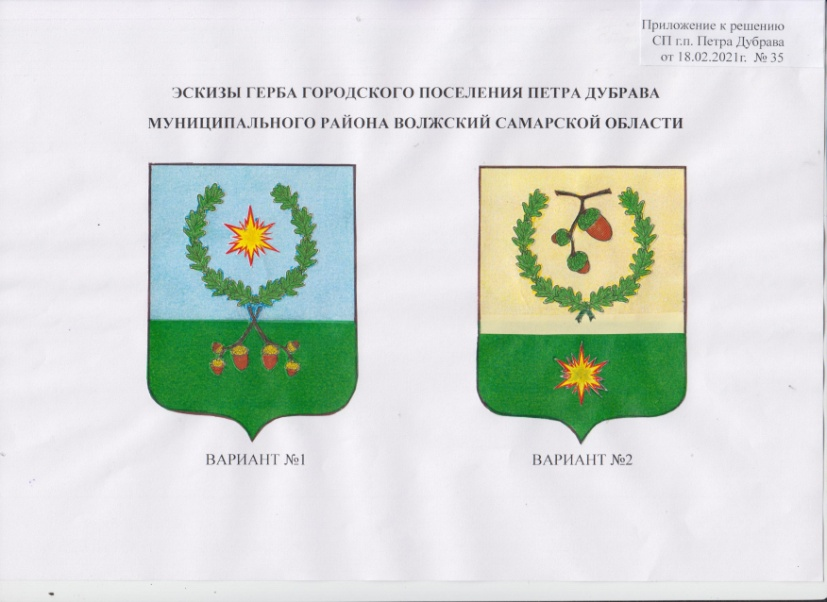 Приложение к решению
СП г.п. Петра Дубрава
от 18.02.2021г. № 35
ЭСКИЗЫ ГЕРБА ГОРОДСКОГО ПОСЕЛЕНИЯ ПЕТРА ДУБРАВА
МУНИЦИПАЛЬНОГО РАЙОНА ВОЛЖСКИЙ САМАРСКОЙ ОБЛАСТИ
ВАРИАНТ №1
ВАРИАНТ №2